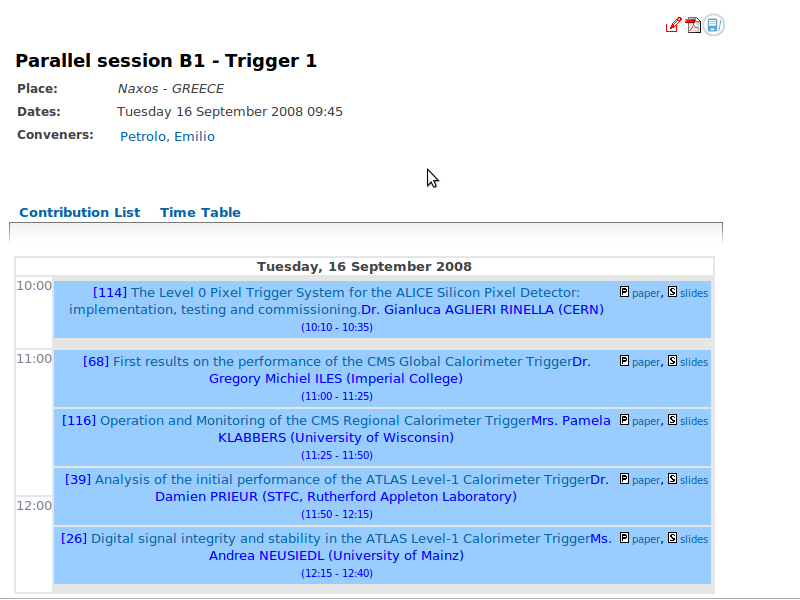 Parallel session B1 - Trigger 1
Place: Naxos - GREECE
Dates: Tuesday 16 September 2008 09:45
Conveners: Petrolo, Emilio
Contribution List Time Table
Tuesday, 16 September 2008
10:00
[114] The Level 0 Pixel Trigger System for the ALICE Silicon Pixel Detector: P paper, S slides
implementation, testing and commissioning.Dr. Gianluca AGLIERI RINELLA (CERN)
(10:10 - 10:35)
11:00
[68] First results on the performance of the CMS Global Calorimeter TriggerDr. P paper, S slides
Gregory Michiel ILES (Imperial College)
(11:00 - 11:25)
[116] Operation and Monitoring of the CMS Regional Calorimeter TriggerMrs. Pamela P paper, S slides
KLABBERS (University of Wisconsin)
(11:25 - 11:50)
[39] Analysis of the initial performance of the ATLAS Level-1 Calorimeter TriggerDr. P paper, S slides
Damien PRIEUR (STFC, Rutherford Appleton Laboratory)
12:00
(11:50 - 12:15)
[26] Digital signal integrity and stability in the ATLAS Level-1 Calorimeter TriggerMs. P paper, S slides
Andrea NEUSIEDL (University of Mainz)
(12:15 - 12:40)